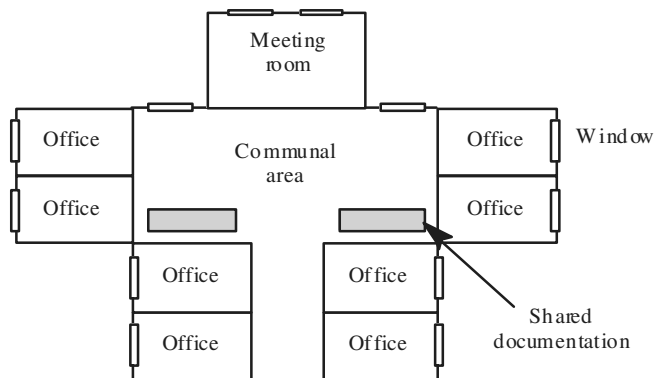 Meeting
room
Office
Office
Window
Communal
area
Office
Office
Office
Office
Office
Office
Shared
documentation